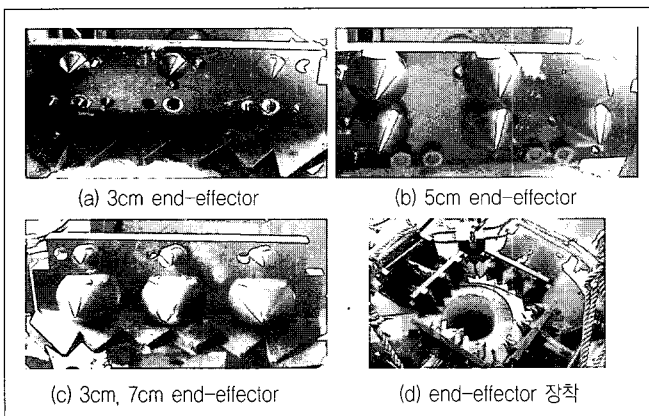 (a) 3cm end-effector
(b) 5cm end-effector
(c) 3cm, 7cm end-effector
(d) end-effector 장착